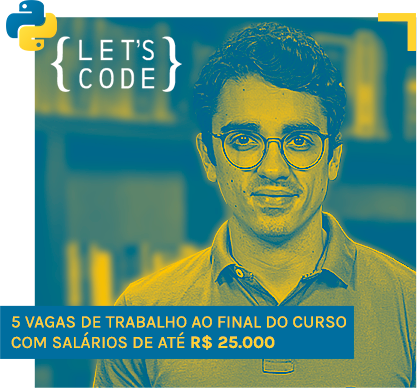 {LET'S
CODE}
5 VAGAS DE TRABALHO AO FINAL DO CURSO
COM SALÁRIOS DE ATÉ R$ 25.000